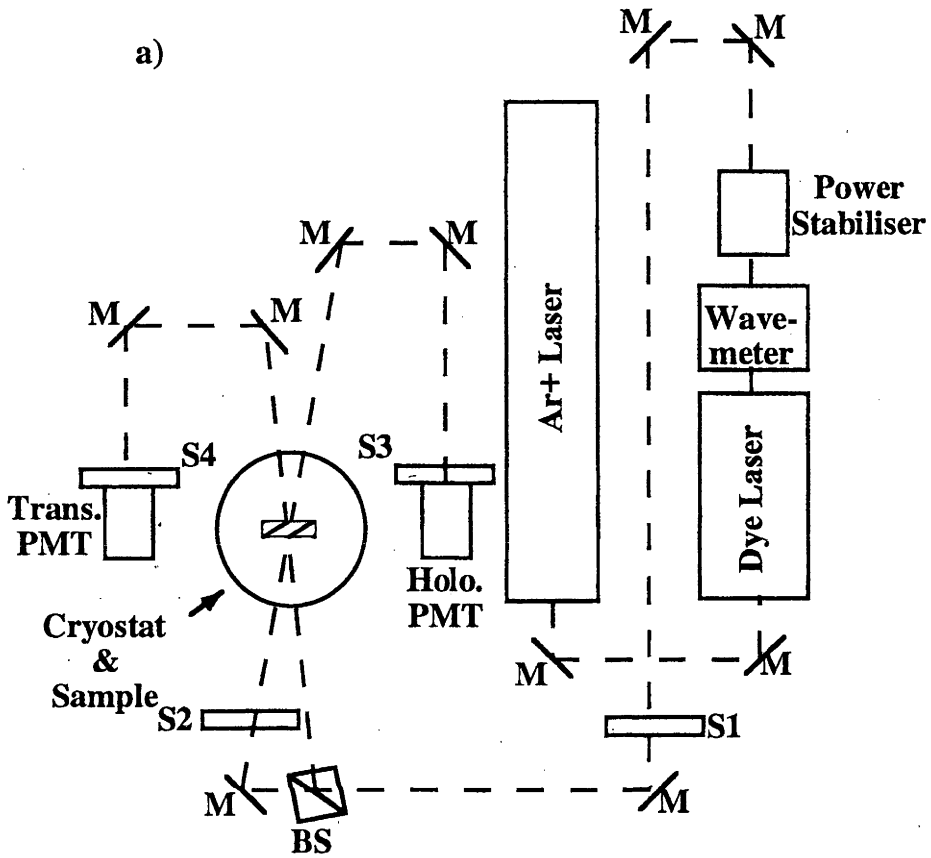 a)
M
M
Power
Stabiliser
M
M
M
M
Ar+ Laser
Wave-
meter
Dye Laser
S4
S3
Trans.
PMT
Holo.
PMT
Cryostat
&
Sample
M
M
S2
S1
M
BS
M